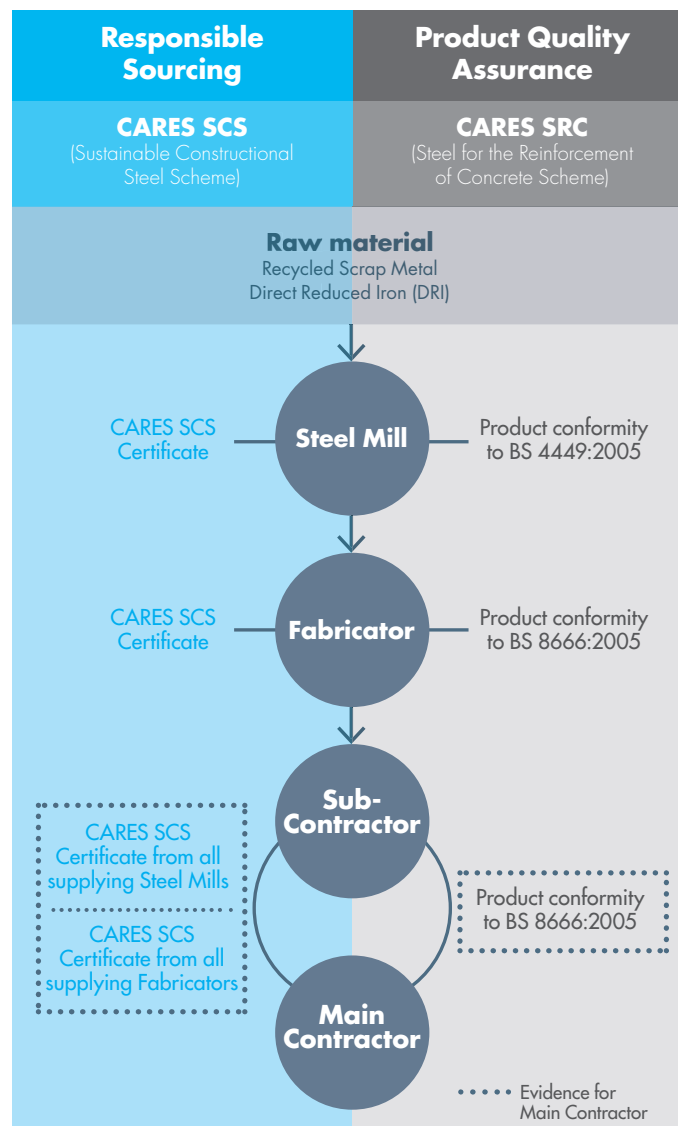 Responsible
Sourcing
Product Quality
Assurance
CARES SCS
(Sustainable Constructional
Steel Scheme)
CARES SRC
(Steel for the Reinforcement
of Concrete Scheme)
Raw material
Recycled Scrap Metal
Direct Reduced Iron (DRI)
CARES SCS
Certificate
Steel Mill
Product conformity
to BS 4449:2005
CARES SCS
Certificate
Fabricator
Product conformity
to BS 8666:2005
Sub-
Contractor
CARES SCS
Certificate from all
supplying Steel Mills
CARES SCS
Certificate from all
supplying Fabricators
Product conformity
to BS 8666:2005
Main
Contractor
Evidence for
Main Contractor